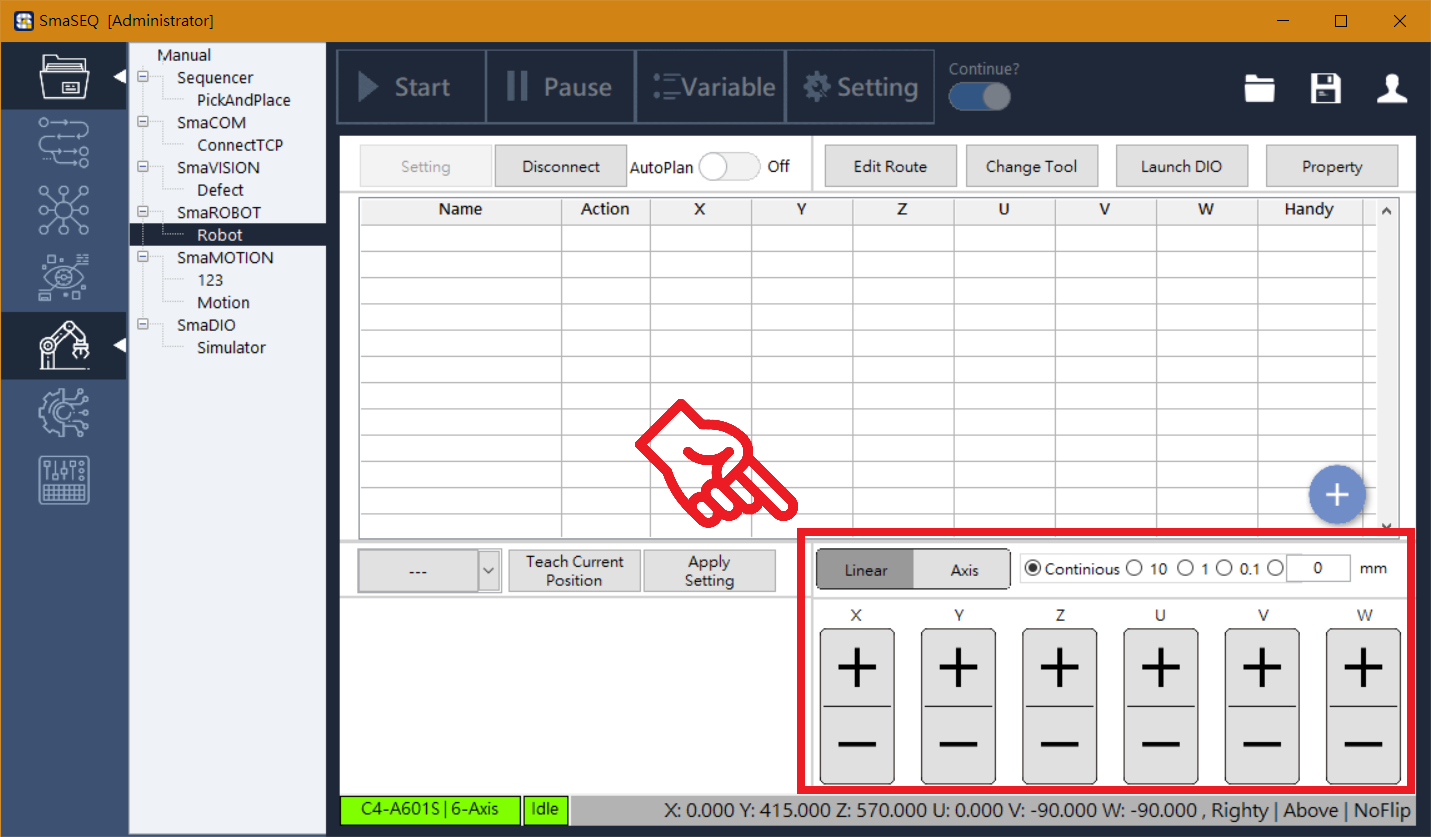 SmaSEQ [Administrator]
Manual
Sequencer
PickAndPlace
SmaCOM
ConnectTCP
SmaVISION
Defect
SmaROBOT
Robot
SmaMOTION
123
Motion
SmaDIO
Simulator
Start
Pause
Variable
Setting
Continue?
Setting
Disconnect
AutoPlan
Off
Edit Route
Change Tool
Launch DIO
Property
Name Action X Y Z U V W Handy
---
Teach Current
Position
Apply
Setting
Linear
Axis
Continious 10 1 0.1 0 mm
X Y Z U V W
C4-A601S | 6-Axis
Idle
X: 0.000 Y: 415.000 Z: 570.000 U: 0.000 V: -90.000 W: -90.000 , Righty | Above | NoFlip